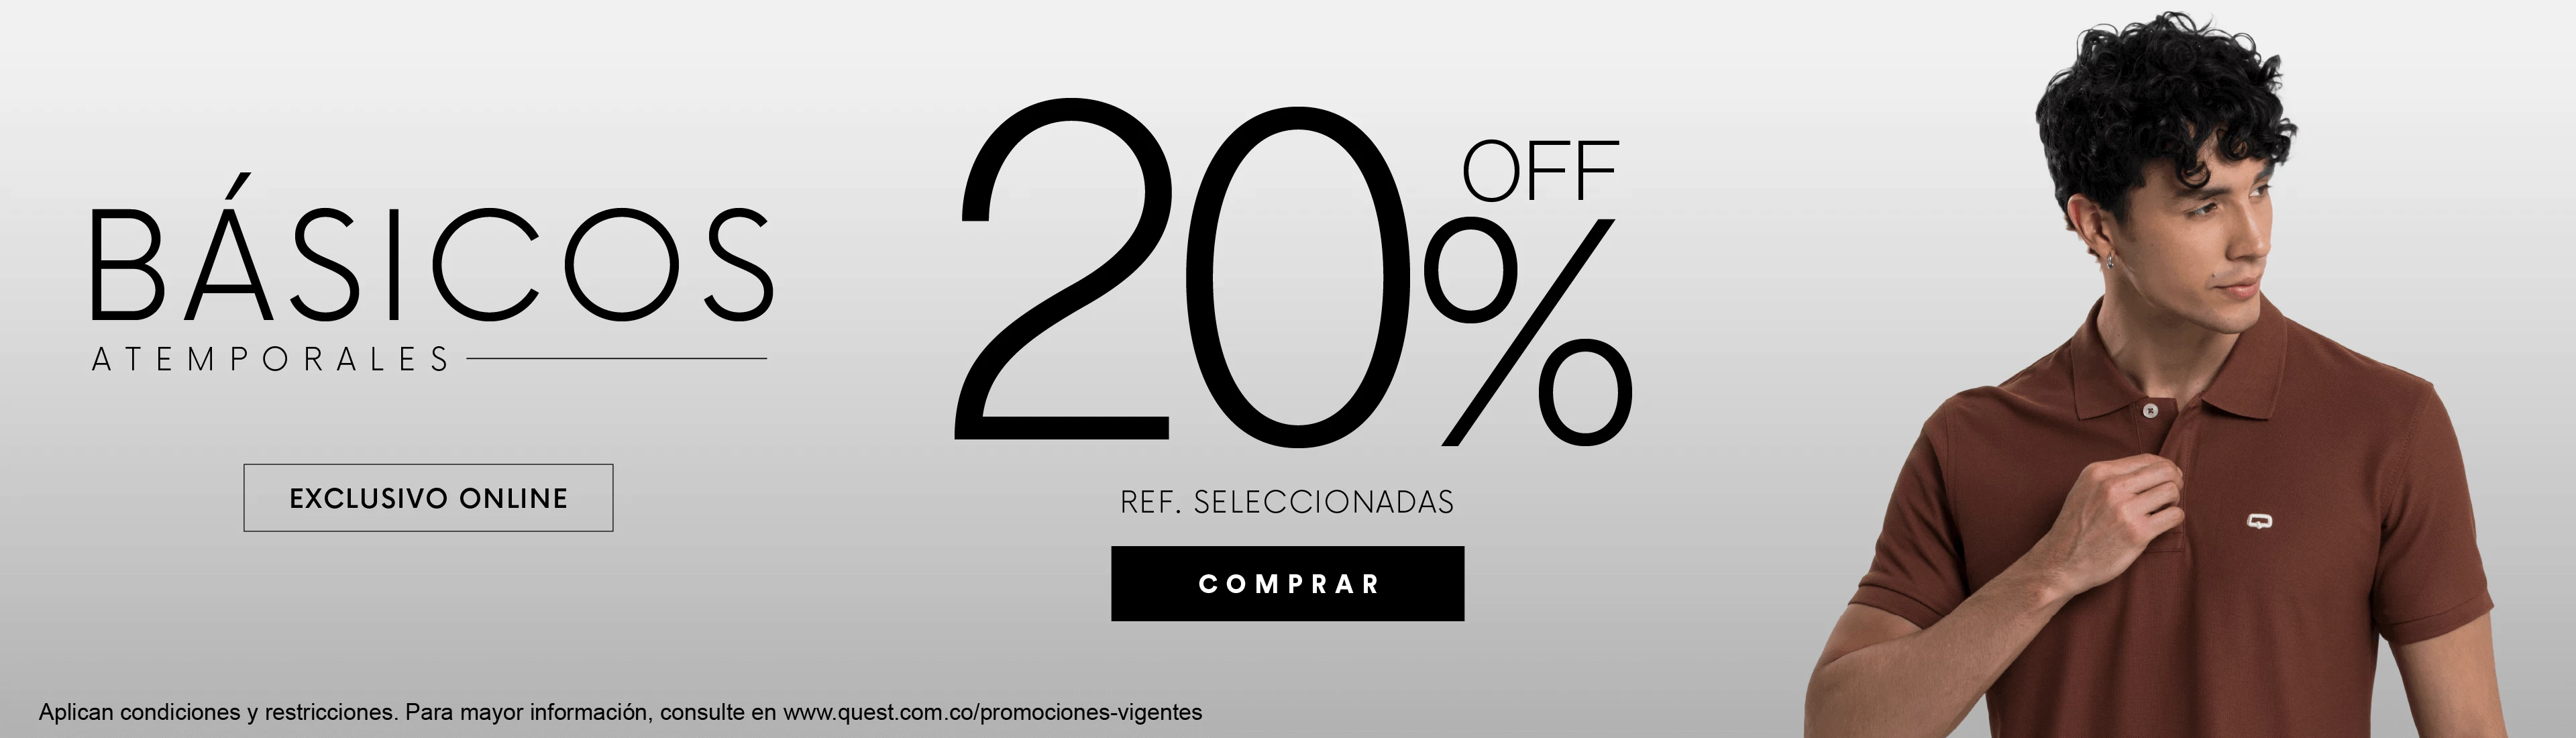 BÁSICOS
ATEMPORALES
EXCLUSIVO ONLINE
20% OFF
REF. SELECCIONADAS
COMPRAR
Aplican condiciones y restricciones. Para mayor información, consulte en www.quest.com.co/promociones-vigentes